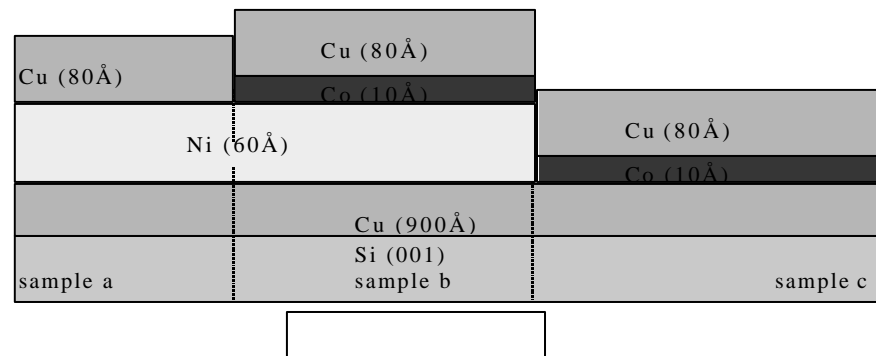 Cu (80Å)
Cu (80Å)
Co (10Å)
Cu (80Å)
Ni (60Å)
Co (10Å)
Cu (900Å)
Si (001)
sample a
sample b
sample c